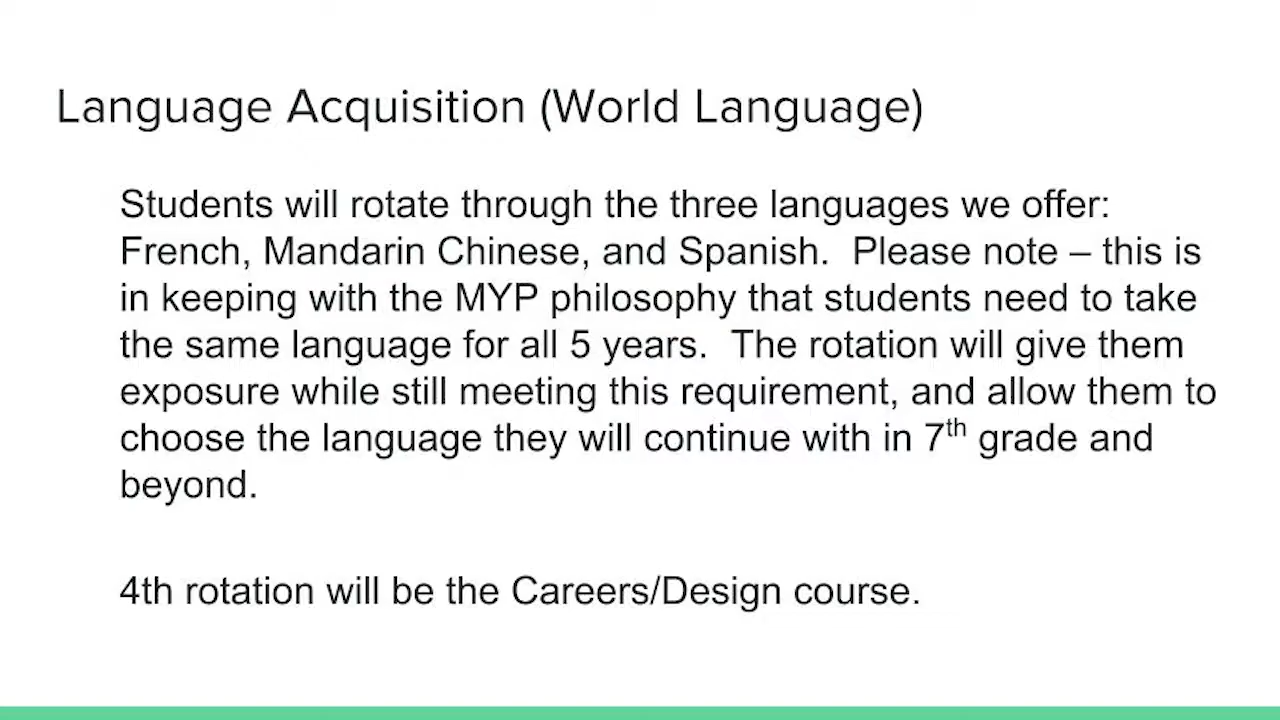 Language Acquisition (World Language)
Students will rotate through the three languages we offer:
French, Mandarin Chinese, and Spanish.  Please note – this is
in keeping with the MYP philosophy that students need to take
the same language for all 5 years.  The rotation will give them
exposure while still meeting this requirement, and allow them to
choose the language they will continue with in 7th grade and
beyond.
4th rotation will be the Careers/Design course.